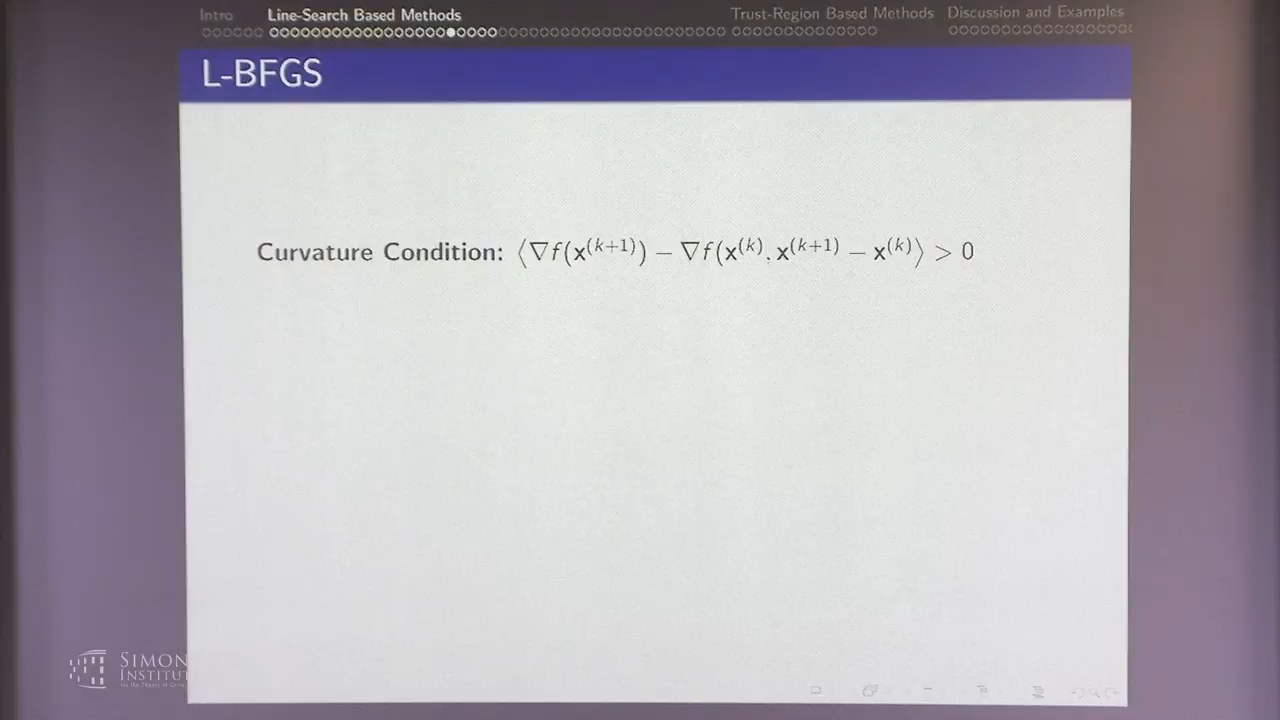 Intro Line-Search Based Methods Trust-Region Based Methods Discussion and Examples
L-BFGS
Curvature Condition: ⟨∇f(x^(k+1)) − ∇f(x^(k), x^(k+1) − x^(k)⟩ > 0
SIMON
INSTITUT